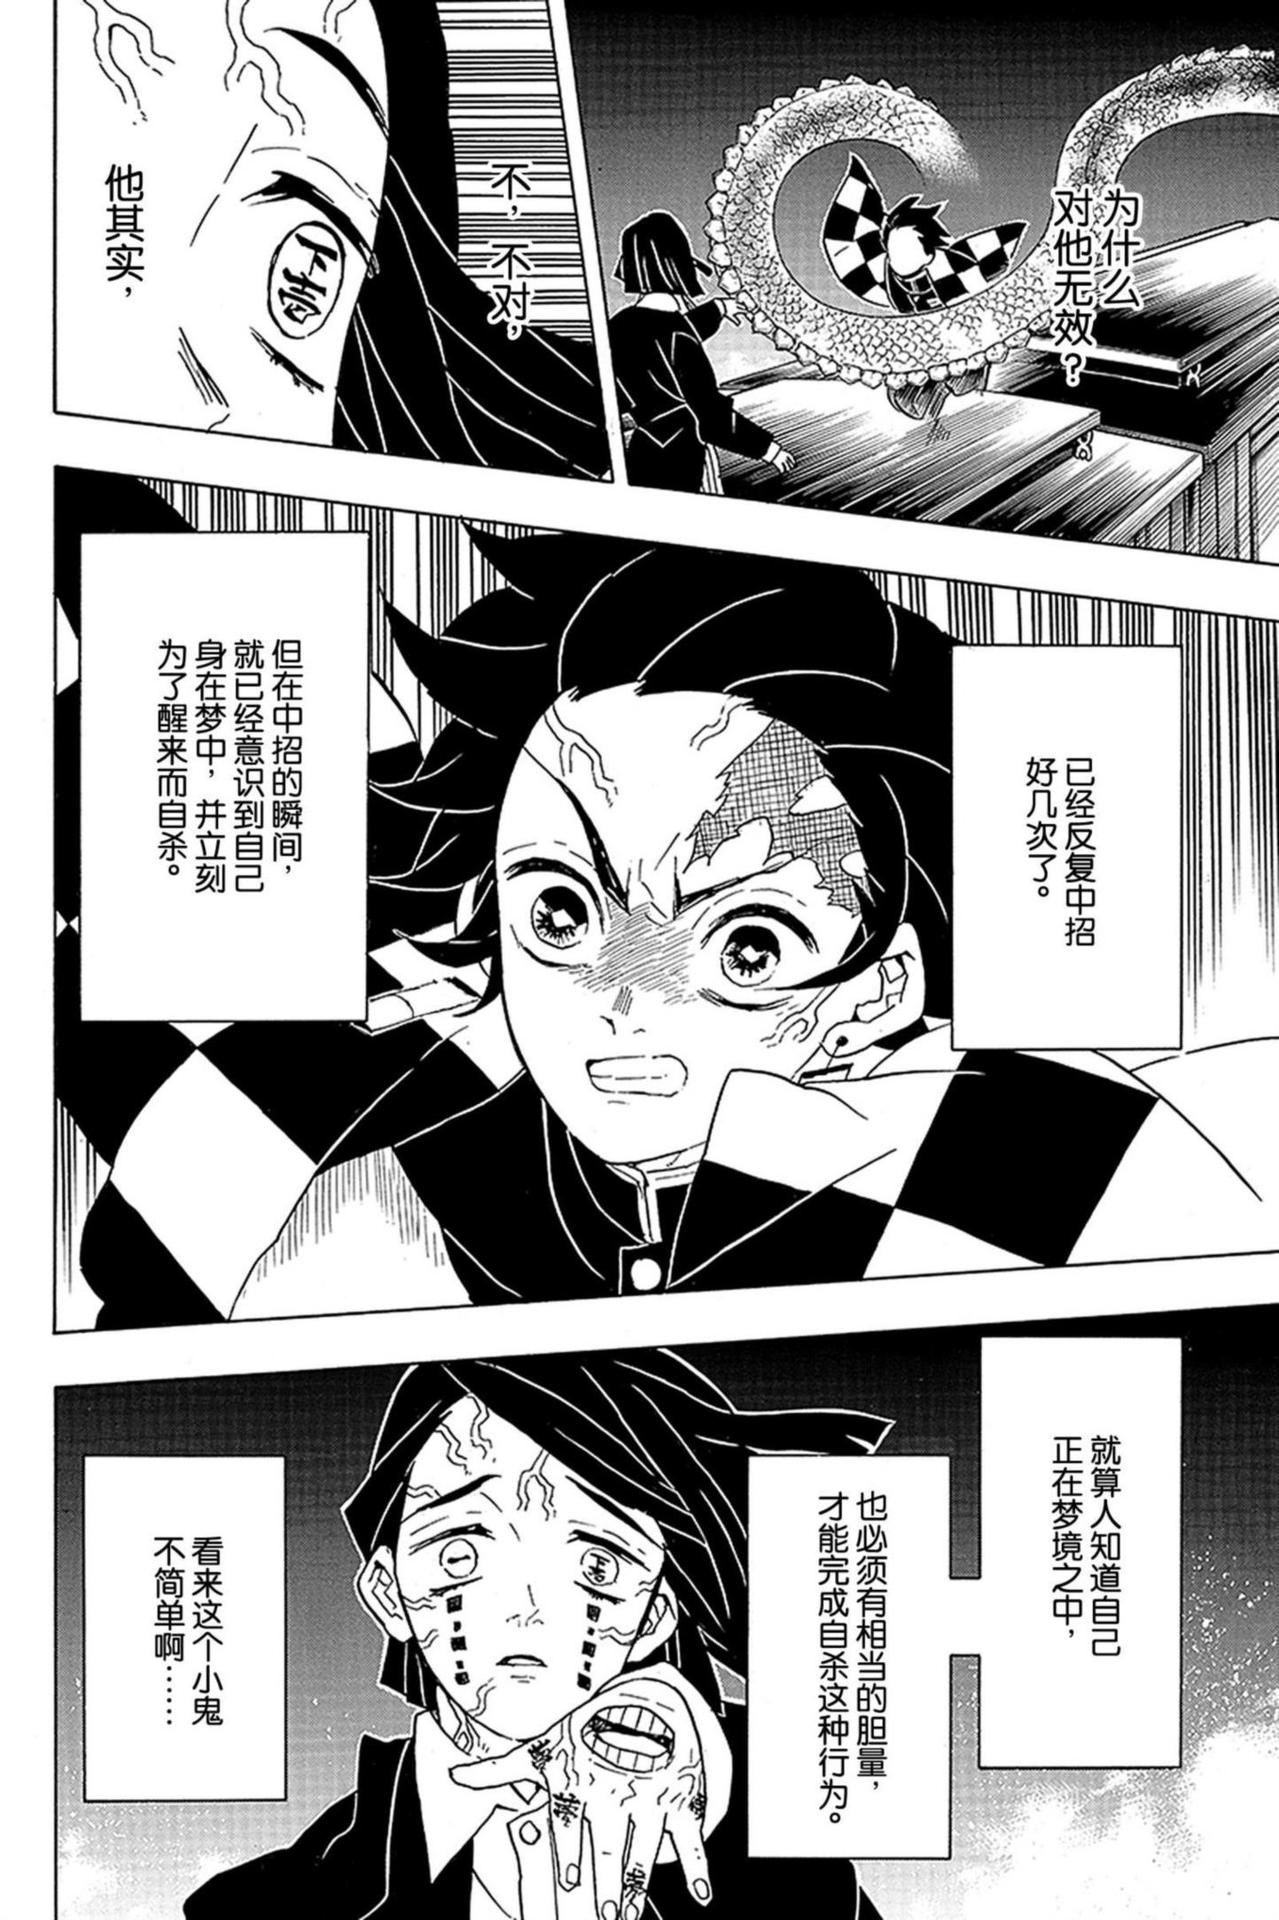 为什么
对他无效？
不，不对，
他其实，
已经反复中招
好几次了。
但在中招的瞬间，
就已经意识到自己
身在梦中，并立刻
为了醒来而自杀。
就算人知道自己
正在梦境之中，
也必须有相当的胆量，
才能完成自杀这种行为。
看来这个小鬼
不简单啊……
下壹